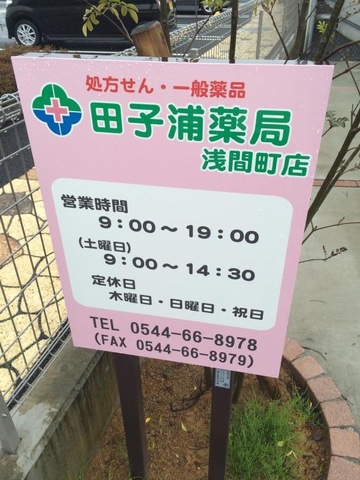 処方せん・一般薬品
田子浦薬局
浅間町店
営業時間
9:00〜19:00
(土曜日)
9:00〜14:30
定休日
木曜日・日曜日・祝日
TEL 0544-66-8978
(FAX 0544-66-8979)